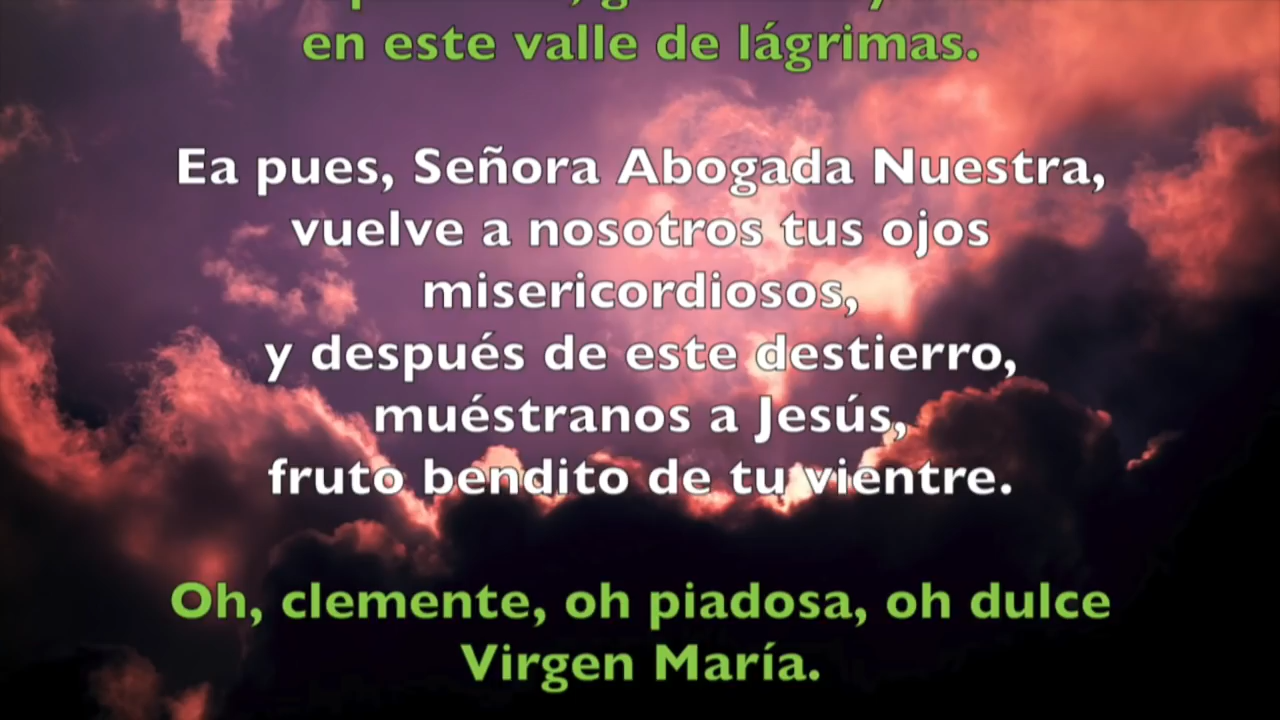 en este valle de lágrimas.
Ea pues, Señora Abogada Nuestra,
vuelve a nosotros tus ojos
misericordiosos,
y después de este destierro,
muéstranos a Jesús,
fruto bendito de tu vientre.
Oh, clemente, oh piadosa, oh dulce
Virgen María.